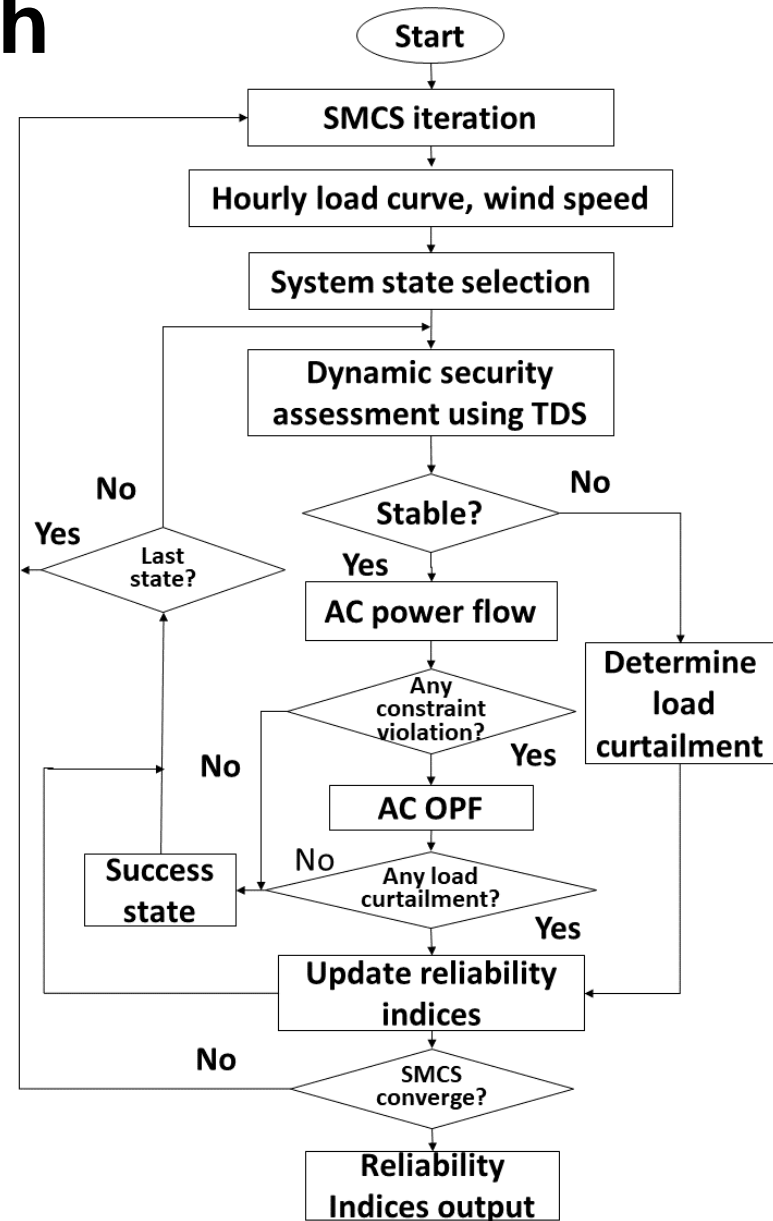 h
Start
SMCS iteration
Hourly load curve, wind speed
System state selection
Dynamic security
assessment using TDS
No
No
Stable?
Yes
Last
state?
Yes
AC power flow
Determine
load
curtailment
Any
constraint
violation?
Yes
No
AC OPF
No
Any load
curtailment?
Success
state
Yes
Update reliability
indices
No
SMCS
converge?
Reliability
Indices output